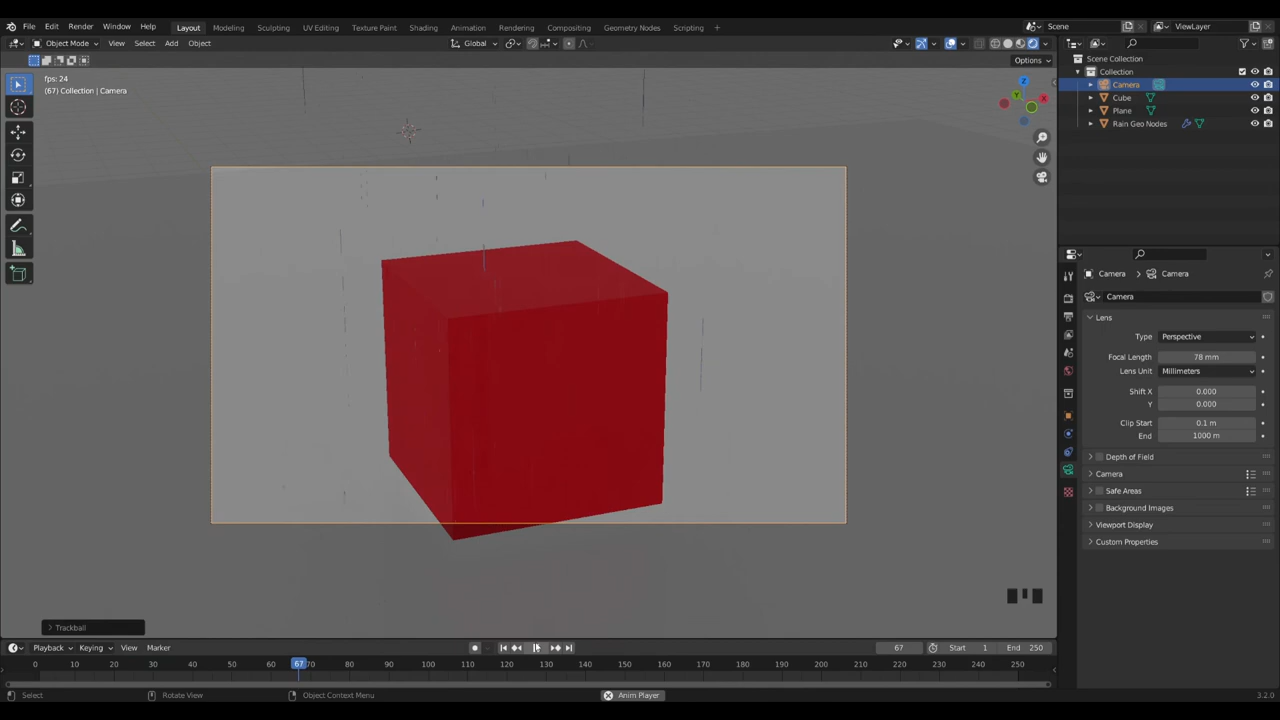 File Edit Render Window Help Layout Modeling Sculpting UV Editing Texture Paint Shading Animation Rendering Compositing Geometry Nodes Scripting Scene ViewLayer
Object Mode View Select Add Object Global
Options
fps: 24
(67) Collection | Camera
Z
Y
X
Scene Collection
Collection
Camera
Cube
Plane
Rain Geo Nodes
Camera Camera
Camera
Lens
Type Perspective
Focal Length 78 mm
Lens Unit Millimeters
Shift X 0.000
Y 0.000
Clip Start 0.1 m
End 1000 m
Depth of Field
Camera
Safe Areas
Background Images
Viewport Display
Custom Properties
Trackball
Playback Keying View Marker 67 Start 1 End 250
0 10 20 30 40 50 60 67 70 80 90 100 110 120 130 140 150 160 170 180 190 200 210 220 230 240 250
Select Rotate View Object Context Menu Anim Player 3.2.0